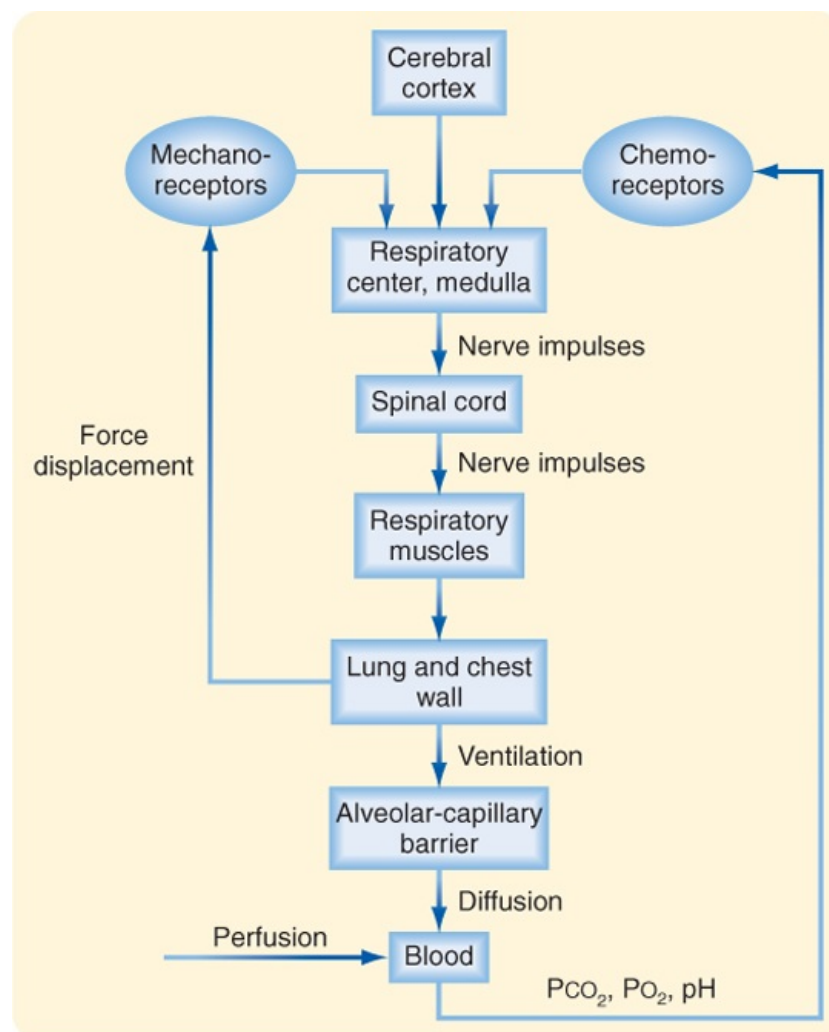 Cerebral
cortex
Mechano-
receptors
Chemo-
receptors
Respiratory
center, medulla
Nerve impulses
Spinal cord
Force
displacement
Nerve impulses
Respiratory
muscles
Lung and chest
wall
Ventilation
Alveolar-capillary
barrier
Diffusion
Perfusion
Blood
PCO₂, PO₂, pH